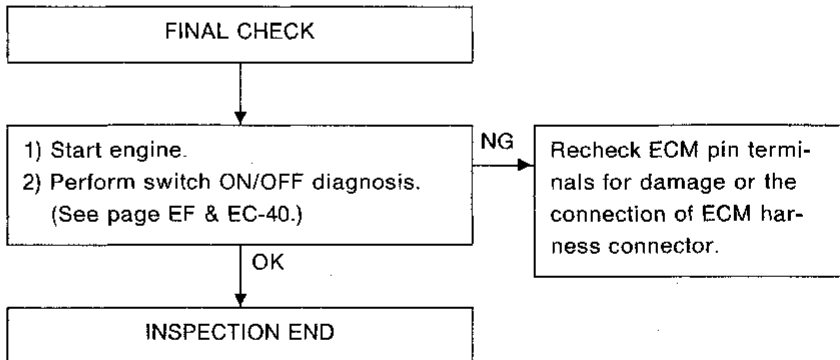 FINAL CHECK
1) Start engine.
2) Perform switch ON/OFF diagnosis.
(See page EF & EC-40.)
NG
Recheck ECM pin termi-
nals for damage or the
connection of ECM har-
ness connector.
OK
INSPECTION END